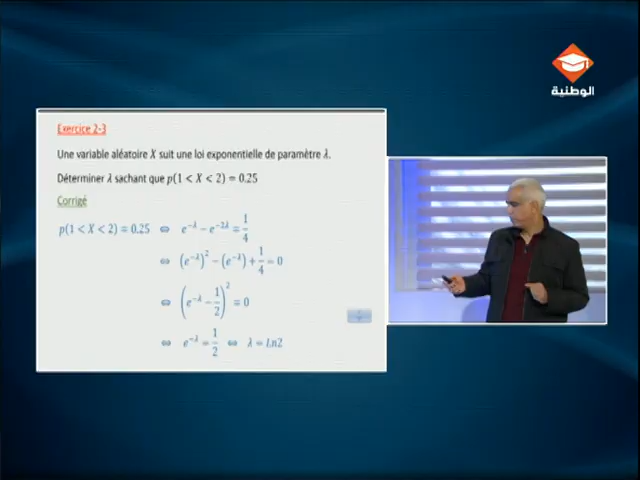 الوطنية
Exercice 2-3
Une variable aléatoire X suit une loi exponentielle de paramètre λ.
Déterminer λ sachant que p(1 < X < 2) = 0.25
Corrigé
p(1 < X < 2) = 0.25 ⇔ e^{-λ} − e^{-2λ} = 1/4
⇔ (e^{-λ})² − (e^{-λ}) + 1/4 = 0
⇔ (e^{-λ} − 1/2)² = 0
⇔ e^{-λ} = 1/2 ⇔ λ = ln2